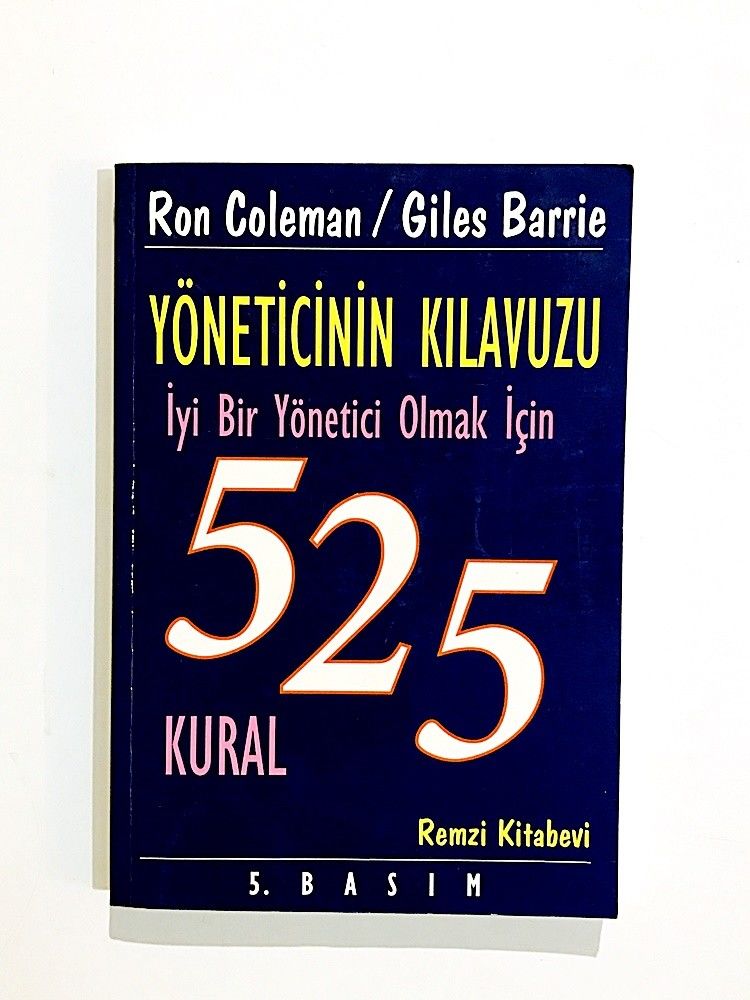 Ron Coleman / Giles Barrie
YÖNETİCİNİN KILAVUZU
İyi Bir Yönetici Olmak İçin
525
KURAL
Remzi Kitabevi
5. BASIM